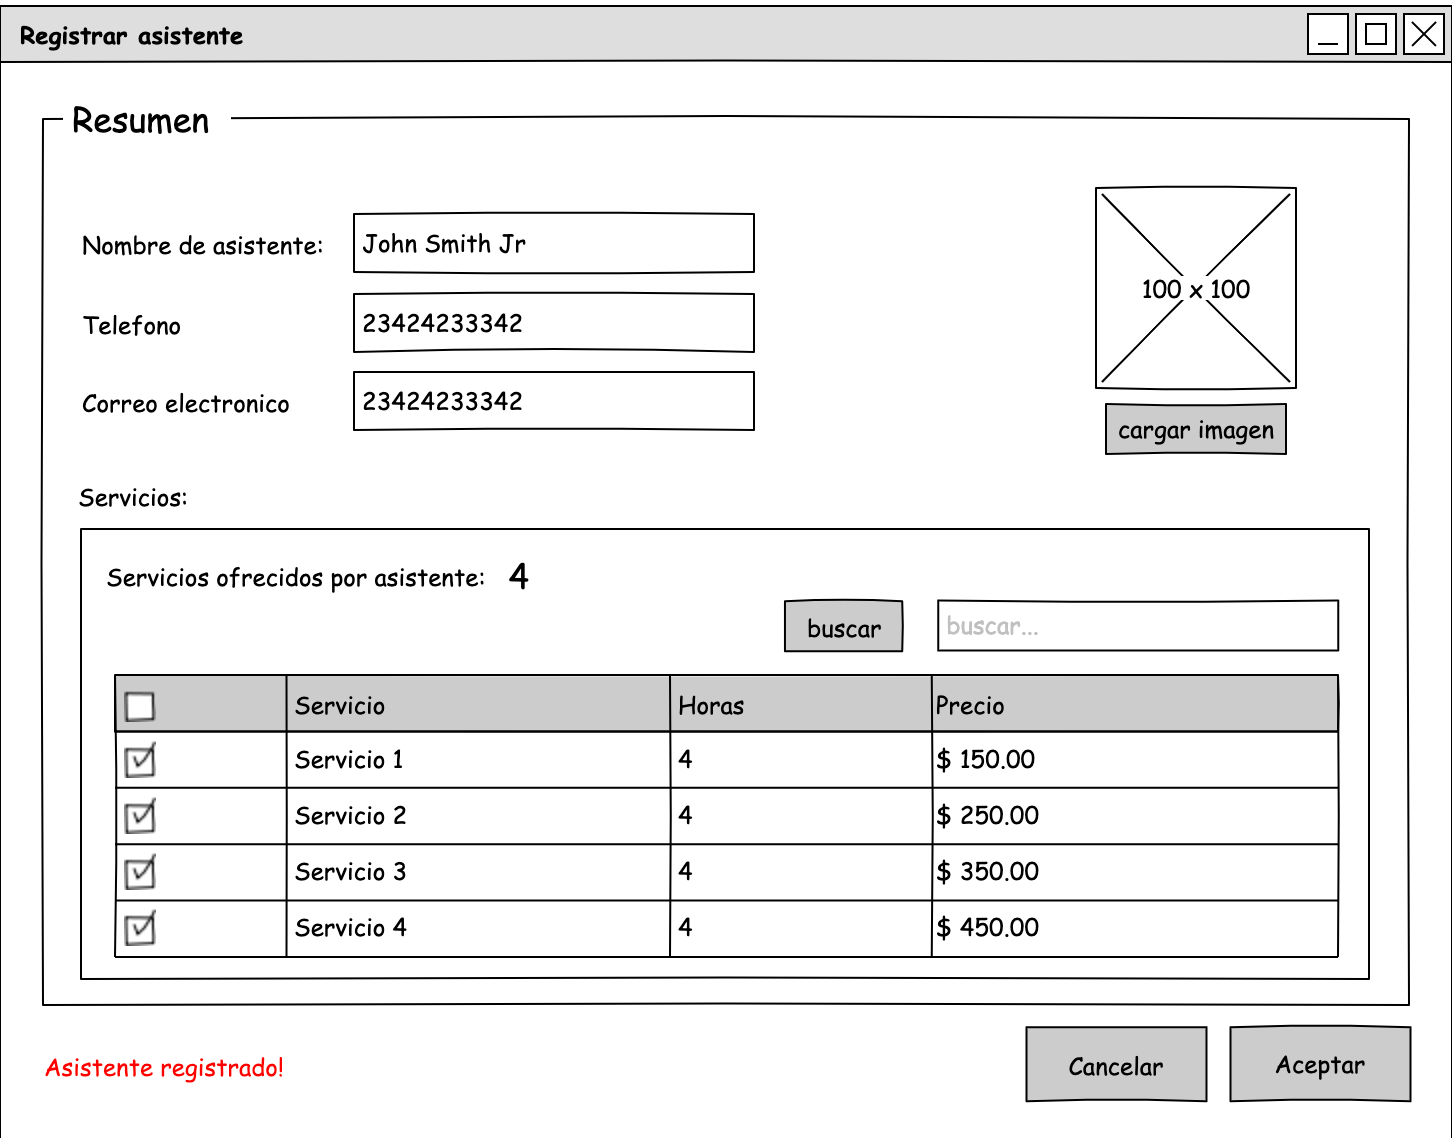 Registrar asistente
Resumen
Nombre de asistente: John Smith Jr
100 x 100
Telefono 23424233342
Correo electronico 23424233342
cargar imagen
Servicios:
Servicios ofrecidos por asistente: 4
buscar buscar...
Servicio Horas Precio
Servicio 1 4 $ 150.00
Servicio 2 4 $ 250.00
Servicio 3 4 $ 350.00
Servicio 4 4 $ 450.00
Asistente registrado! Cancelar Aceptar